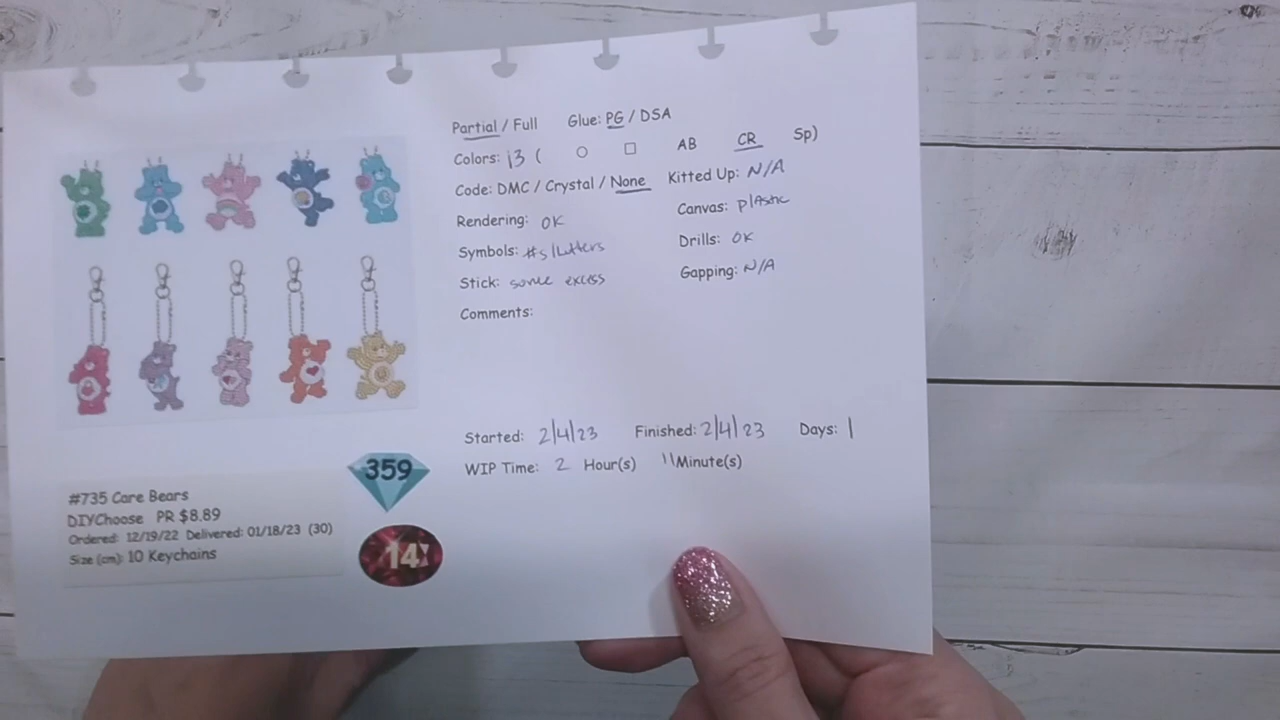 Partial / Full Glue: PG / DSA
Colors: 13 ( ○ □ AB CR Sp)
Code: DMC / Crystal / None Kitted Up: N/A
Rendering: OK Canvas: plastic
Symbols: #s/letters Drills: OK
Stick: some excess Gapping: N/A
Comments:
Started: 2/4/23 Finished: 2/4/23 Days: 1
WIP Time: 2 Hour(s) 11 Minute(s)
359
#735 Care Bears
DIYChoose PR $8.89
Ordered: 12/19/22 Delivered: 01/18/23 (30)
Size (cm): 10 Keychains